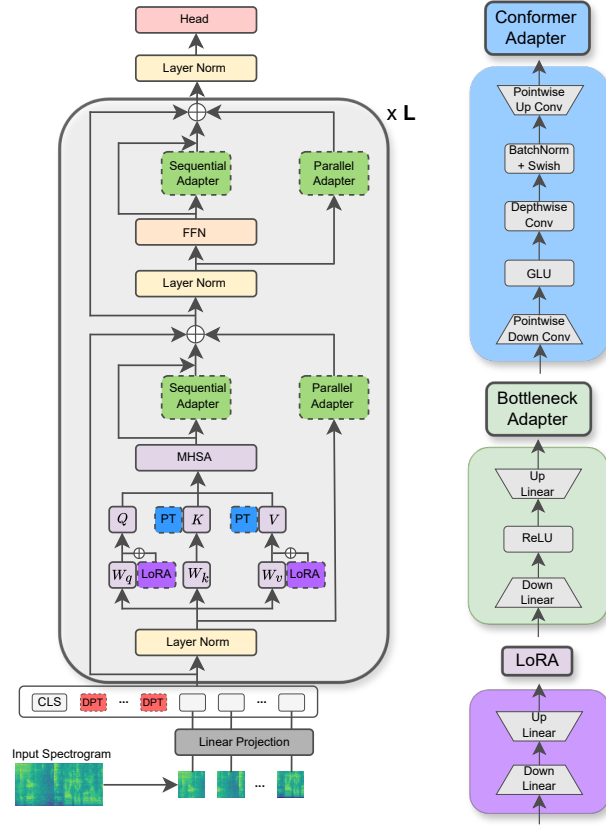 Head
Layer Norm
x L
Sequential
Adapter
Parallel
Adapter
FFN
Layer Norm
Sequential
Adapter
Parallel
Adapter
MHSA
Q
PT
K
PT
V
W_q
LoRA
W_k
W_v
LoRA
Layer Norm
CLS
DPT
...
DPT
...
Linear Projection
Input Spectrogram
...
Conformer
Adapter
Pointwise
Up Conv
BatchNorm
+ Swish
Depthwise
Conv
GLU
Pointwise
Down Conv
Bottleneck
Adapter
Up
Linear
ReLU
Down
Linear
LoRA
Up
Linear
Down
Linear